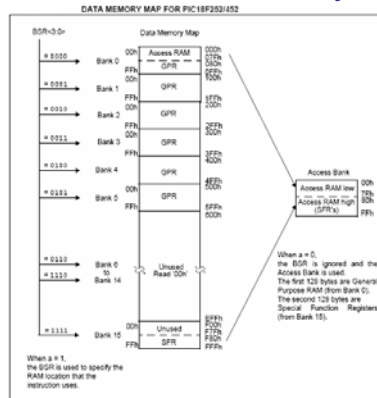 DATA MEMORY MAP FOR PIC18F252/452
BSR<3:0>
Data Memory Map
= 0000
Bank 0
00h
Access RAM
000h
07Fh
080h
FFh
GPR
0FFh
= 0001
Bank 1
00h
GPR
100h
FFh
1FFh
= 0010
Bank 2
00h
GPR
200h
FFh
2FFh
= 0011
Bank 3
00h
GPR
300h
FFh
3FFh
= 0100
Bank 4
GPR
400h
4FFh
= 0101
Bank 5
00h
GPR
500h
FFh
5FFh
600h
Access Bank
Access RAM low
00h
7Fh
Access RAM high
80h
(SFR's)
FFh
= 0110
= 1110
Bank 6
to
Bank 14
Unused
Read '00h'
When a = 0,
the BSR is ignored and the
Access Bank is used.
The first 128 bytes are General
Purpose RAM (from Bank 0).
The second 128 bytes are
Special Function Registers
(from Bank 15).
= 1111
Bank 15
00h
Unused
EFFh
F00h
F7Fh
F80h
FFh
SFR
FFFh
When a = 1,
the BSR is used to specify the
RAM location that the
instruction uses.